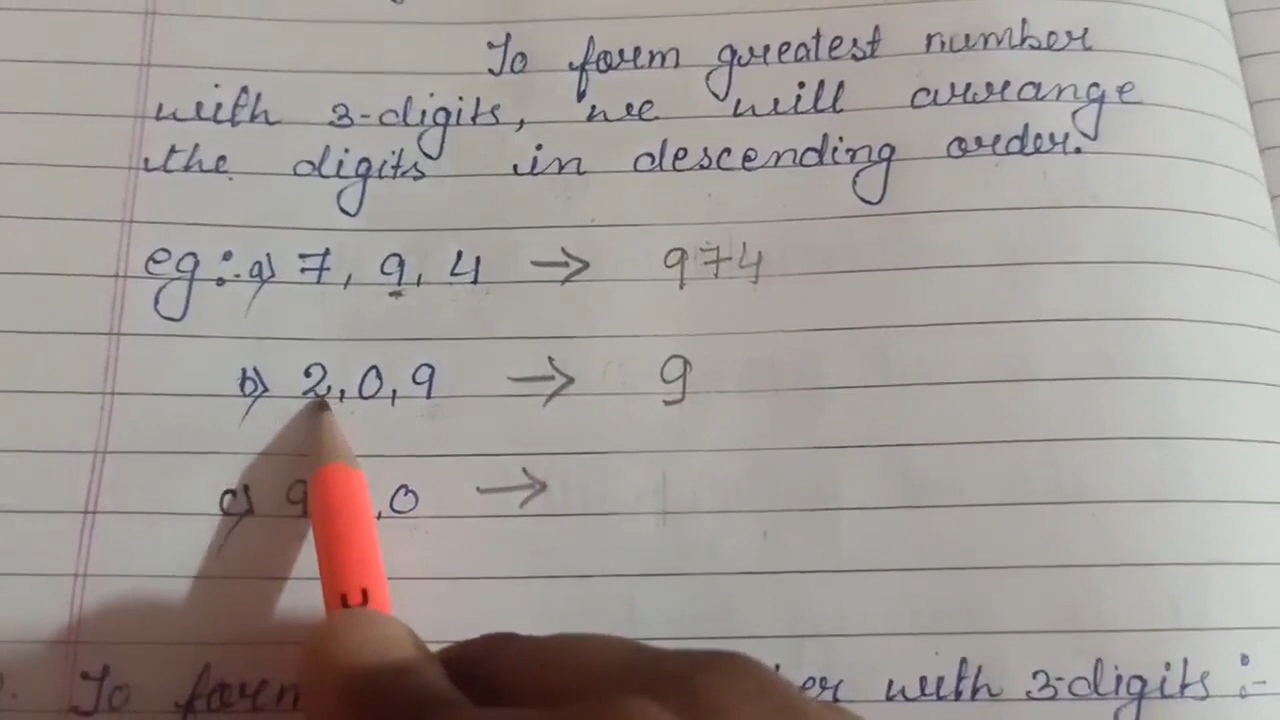 To form greatest number
with 3-digits, we will arrange
the digits in descending order.
eg:- a) 7, 9, 4 → 974
b) 2, 0, 9 → 9
c) 9 , 0 →
To form with 3-digits :-